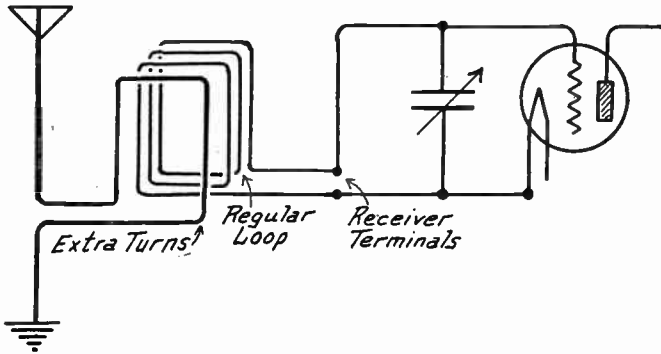 Extra Turns
Regular
Loop
Receiver
Terminals